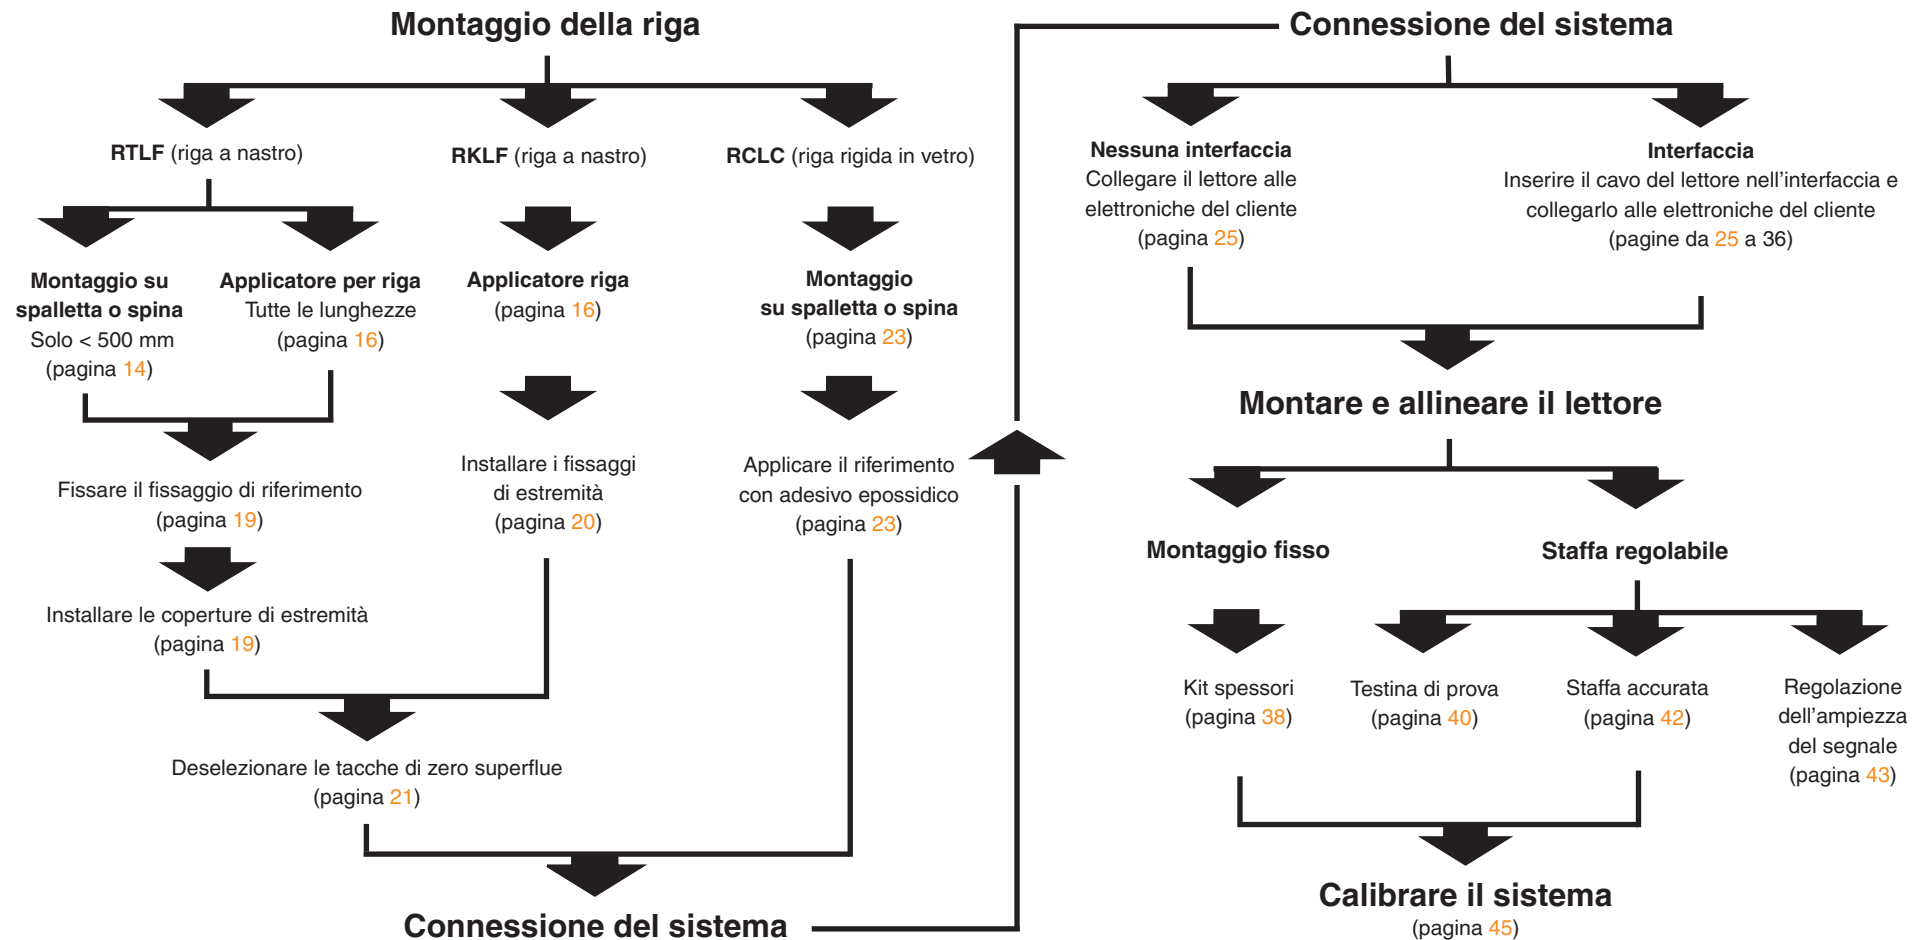 Montaggio della riga
RTLF (riga a nastro)
RKLF (riga a nastro)
RCLC (riga rigida in vetro)
Montaggio su
spalletta o spina
Solo < 500 mm
(pagina 14)
Applicatore per riga
Tutte le lunghezze
(pagina 16)
Applicatore riga
(pagina 16)
Montaggio
su spalletta o spina
(pagina 23)
Fissare il fissaggio di riferimento
(pagina 19)
Installare i fissaggi
di estremità
(pagina 20)
Applicare il riferimento
con adesivo epossidico
(pagina 23)
Installare le coperture di estremità
(pagina 19)
Deselezionare le tacche di zero superflue
(pagina 21)
Connessione del sistema
Connessione del sistema
Nessuna interfaccia
Collegare il lettore alle
elettroniche del cliente
(pagina 25)
Interfaccia
Inserire il cavo del lettore nell'interfaccia e
collegarlo alle elettroniche del cliente
(pagine da 25 a 36)
Montare e allineare il lettore
Montaggio fisso
Staffa regolabile
Kit spessori
(pagina 38)
Testina di prova
(pagina 40)
Staffa accurata
(pagina 42)
Regolazione
dell'ampiezza
del segnale
(pagina 43)
Calibrare il sistema
(pagina 45)